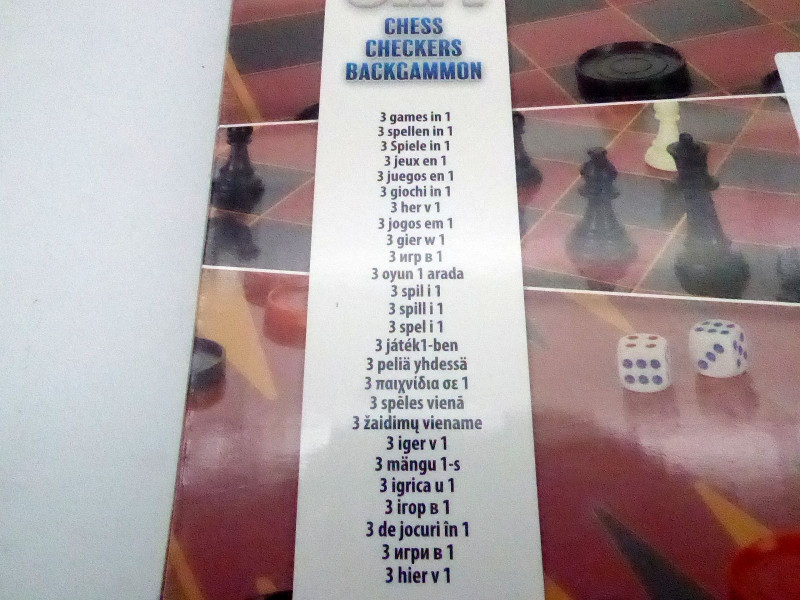 CHESS
CHECKERS
BACKGAMMON
3 games in 1
3 spellen in 1
3 Spiele in 1
3 jeux en 1
3 juegos en 1
3 giochi in 1
3 her v 1
3 jogos em 1
3 gier w 1
3 игр в 1
3 oyun 1 arada
3 spil i 1
3 spill i 1
3 spel i 1
3 játék1-ben
3 peliä yhdessä
3 παιχνίδια σε 1
3 spēles vienā
3 žaidimų viename
3 iger v 1
3 mängu 1-s
3 igrica u 1
3 ігор в 1
3 de jocuri în 1
3 игри в 1
3 hier v 1